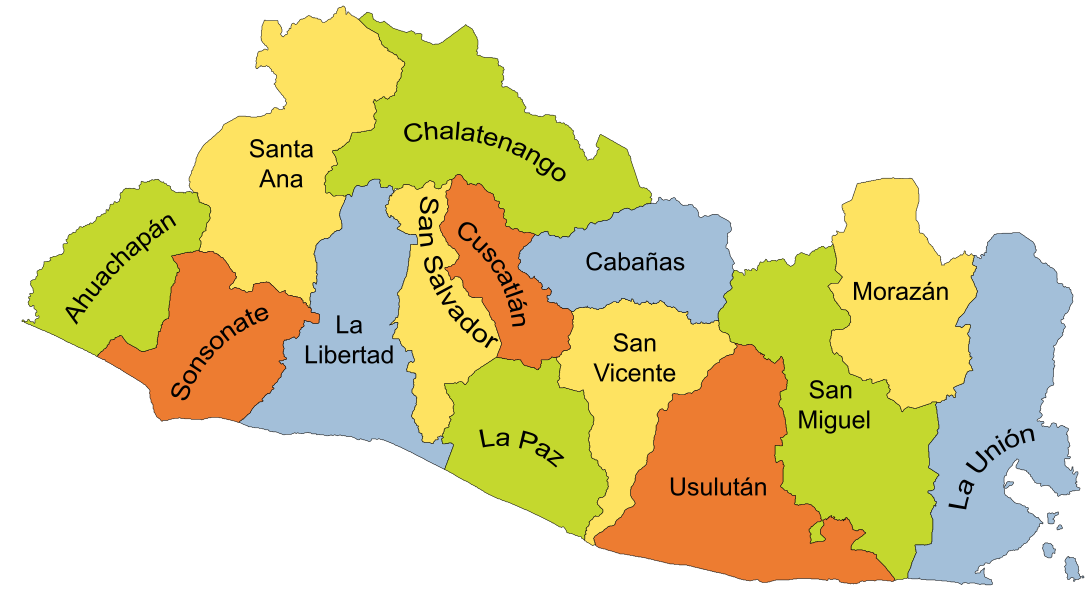 Chalatenango
Santa
Ana
Ahuachapán
San Salvador
Cuscatlán
Cabañas
Morazán
Sonsonate
La
Libertad
San
Vicente
San
Miguel
La Paz
La Unión
Usulután